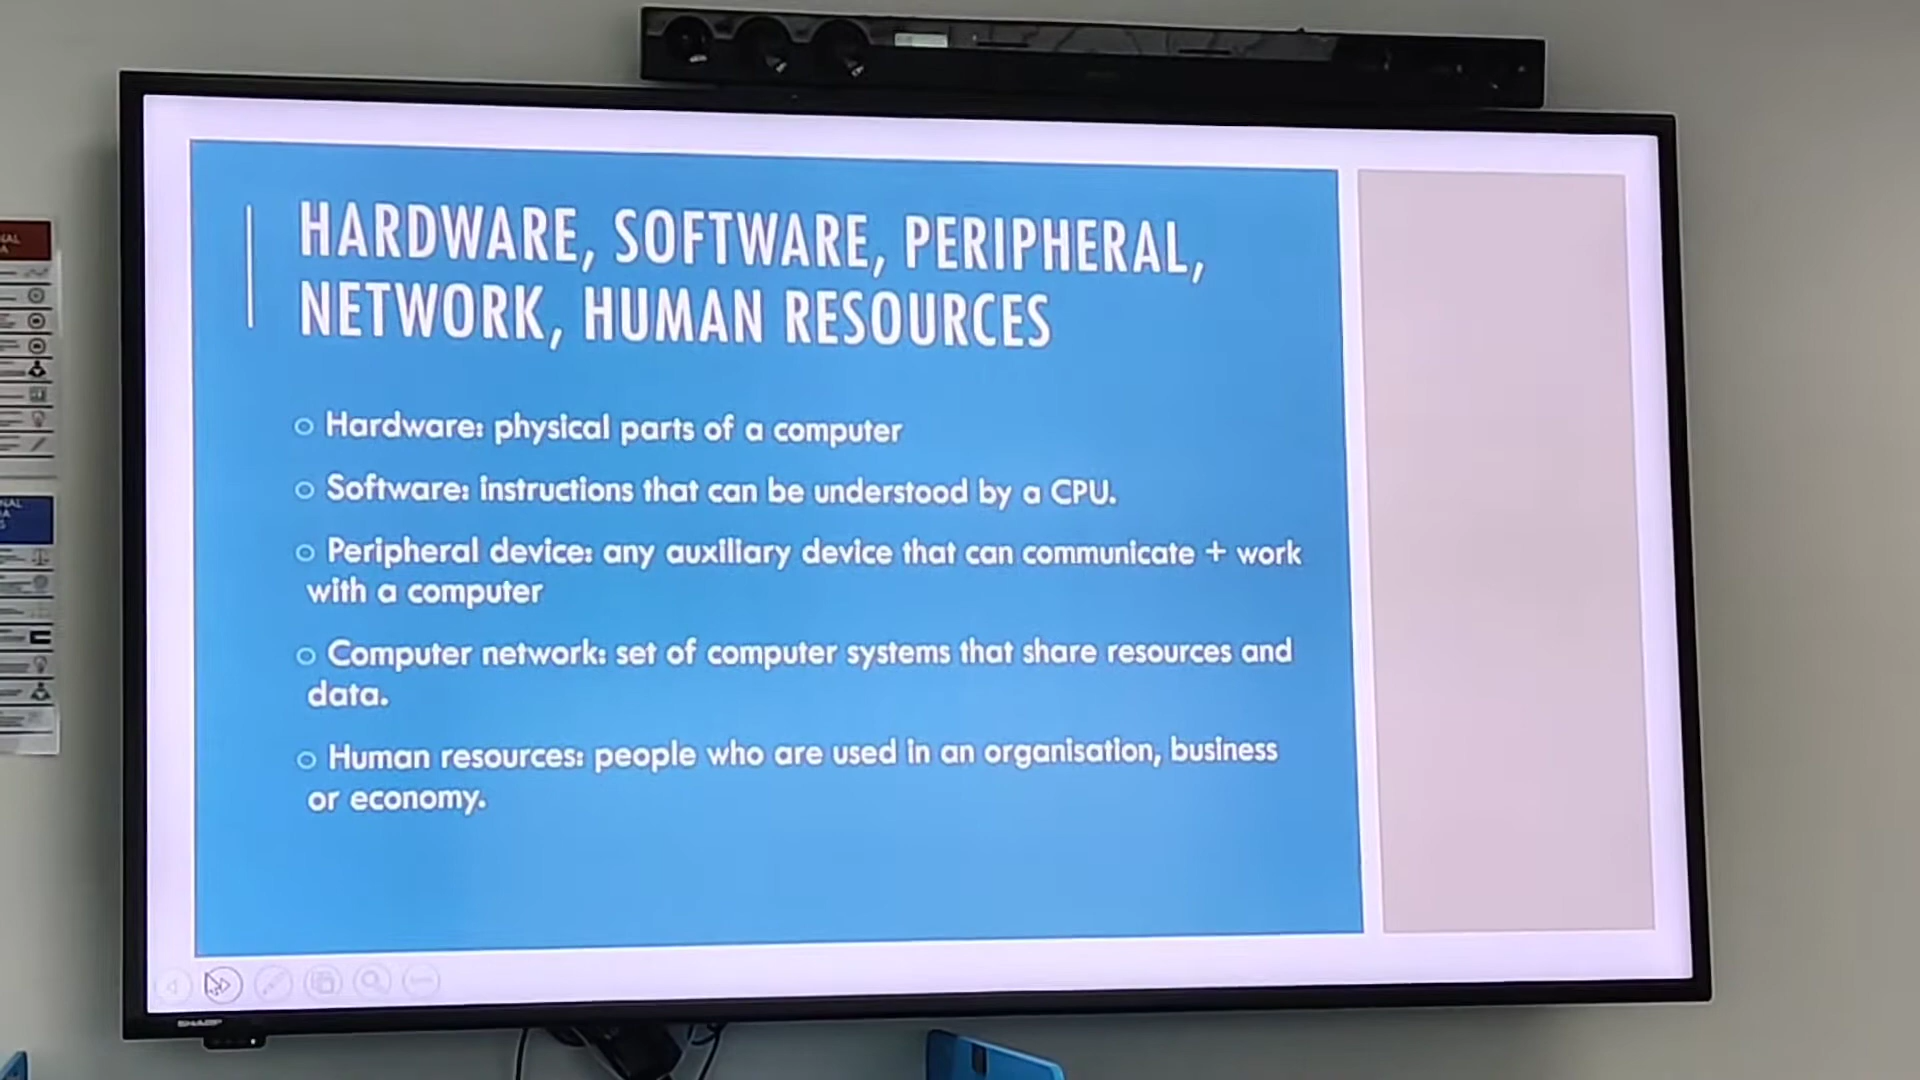 HARDWARE, SOFTWARE, PERIPHERAL,
NETWORK, HUMAN RESOURCES
Hardware: physical parts of a computer
Software: instructions that can be understood by a CPU.
Peripheral device: any auxiliary device that can communicate + work
with a computer
Computer network: set of computer systems that share resources and
data.
Human resources: people who are used in an organisation, business
or economy.
SHARP